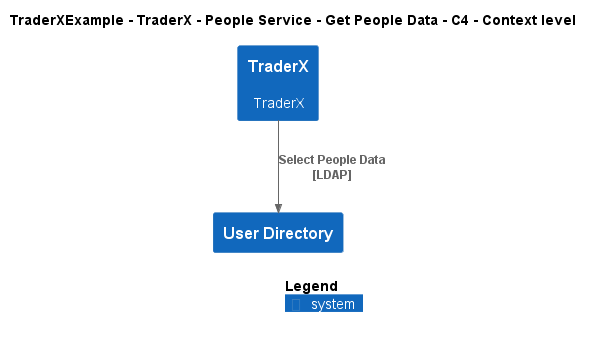 TraderXExample - TraderX - People Service - Get People Data - C4 - Context level
TraderX
TraderX
Select People Data
[LDAP]
User Directory
Legend
system